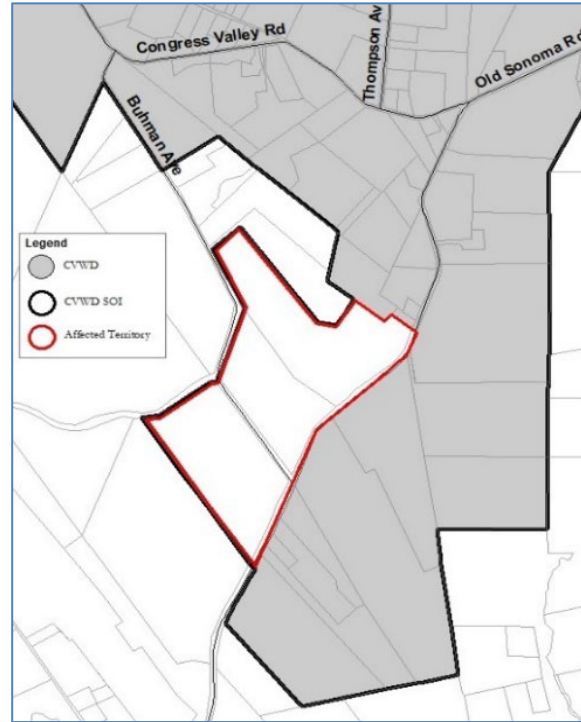 Congress Valley Rd
Thompson Av
Old Sonoma Rd
Buhman Ave
Legend
CVWD
CVWD SOI
Affected Territory